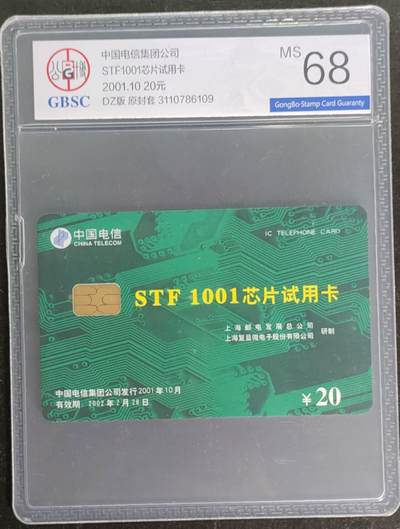 中国电信集团公司
STF1001芯片试用卡
2001.10 20元
DZ版 原封套 3110786109
MS 68
GBSC
GongBo-Stamp Card Guaranty
中国电信
CHINA TELECOM
IC TELEPHONE CARD
STF 1001芯片试用卡
上海邮电发展总公司
上海复旦微电子股份有限公司 研制
中国电信集团公司发行2001年10月
有效期：2002年2月28日
¥20